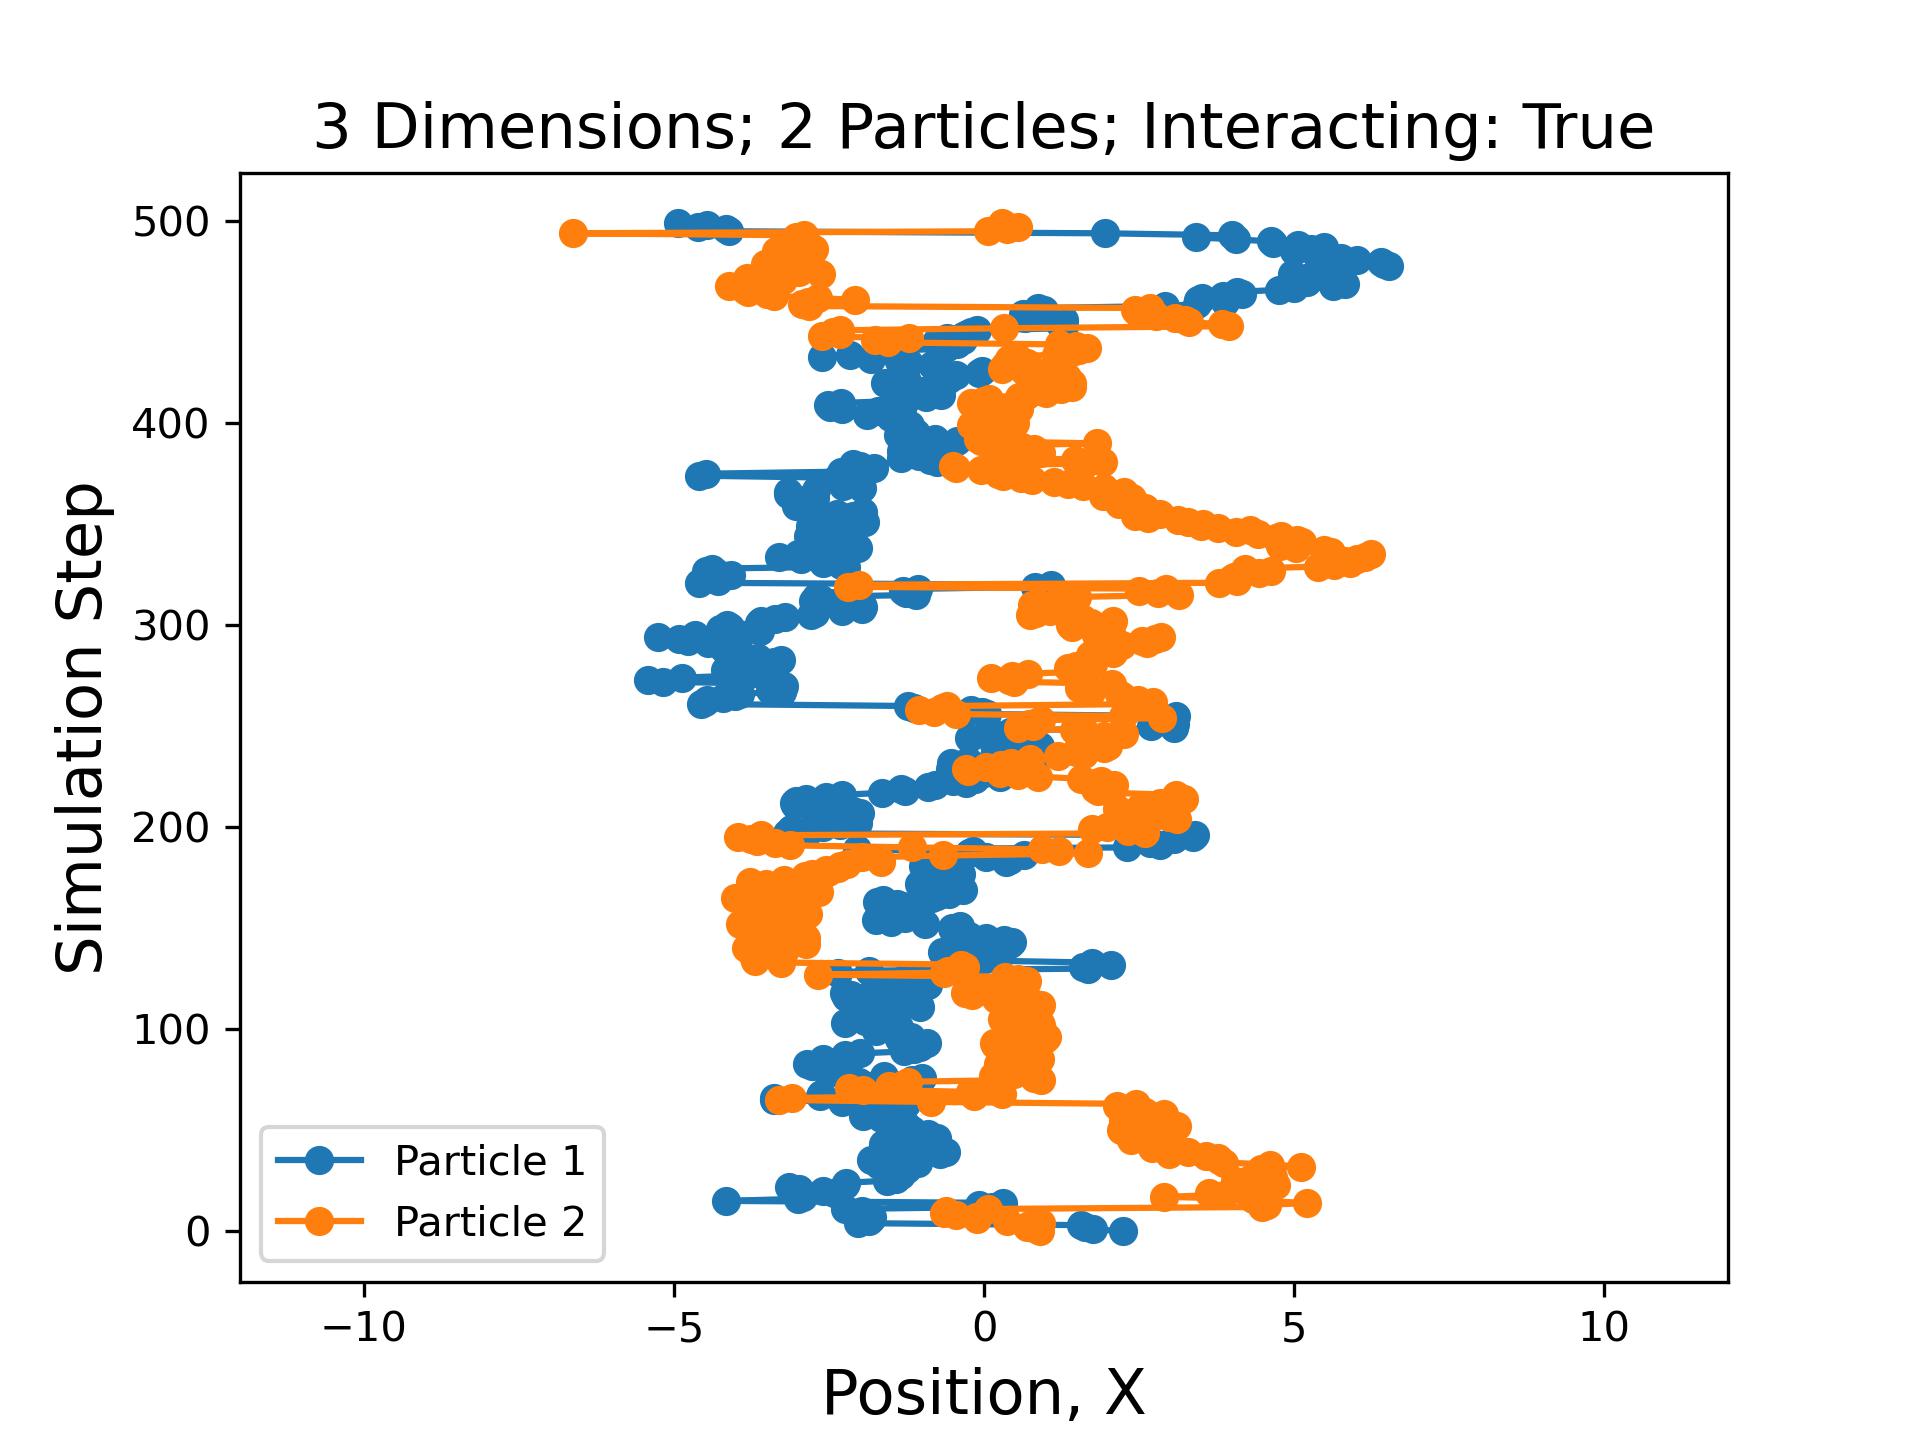 3 Dimensions; 2 Particles; Interacting: True
Simulation Step
500
400
300
200
100
0
Particle 1
Particle 2
−10 −5 0 5 10
Position, X